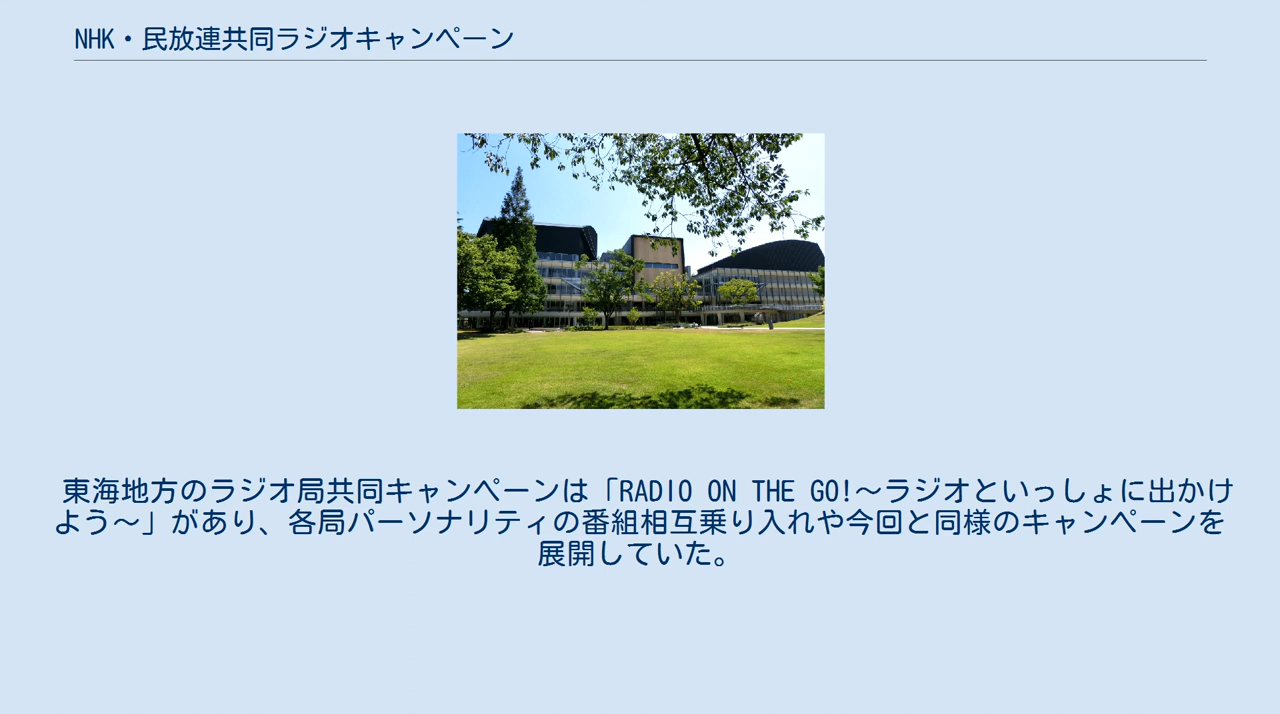 NHK・民放連共同ラジオキャンペーン
東海地方のラジオ局共同キャンペーンは「RADIO ON THE GO!～ラジオといっしょに出かけ
よう～」があり、各局パーソナリティの番組相互乗り入れや今回と同様のキャンペーンを
展開していた。